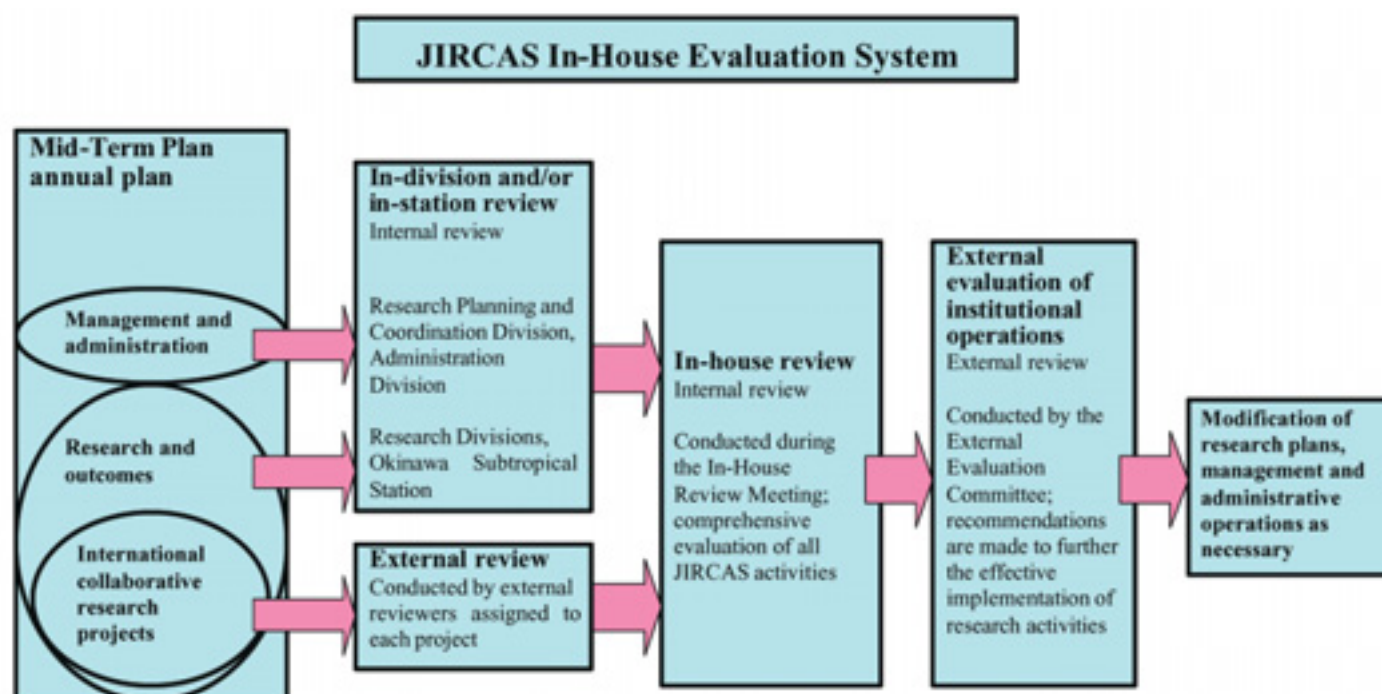 JIRCAS In-House Evaluation System
Mid-Term Plan
annual plan
Management and
administration
Research and
outcomes
International
collaborative
research
projects
In-division and/or
in-station review
Internal review
Research Planning and
Coordination Division,
Administration
Division
Research Divisions,
Okinawa Subtropical
Station
External review
Conducted by external
reviewers assigned to
each project
In-house review
Internal review
Conducted during
the In-House
Review Meeting;
comprehensive
evaluation of all
JIRCAS activities
External
evaluation of
institutional
operations
External review
Conducted by the
External
Evaluation
Committee;
recommendations
are made to further
the effective
implementation of
research activities
Modification of
research plans,
management and
administrative
operations as
necessary